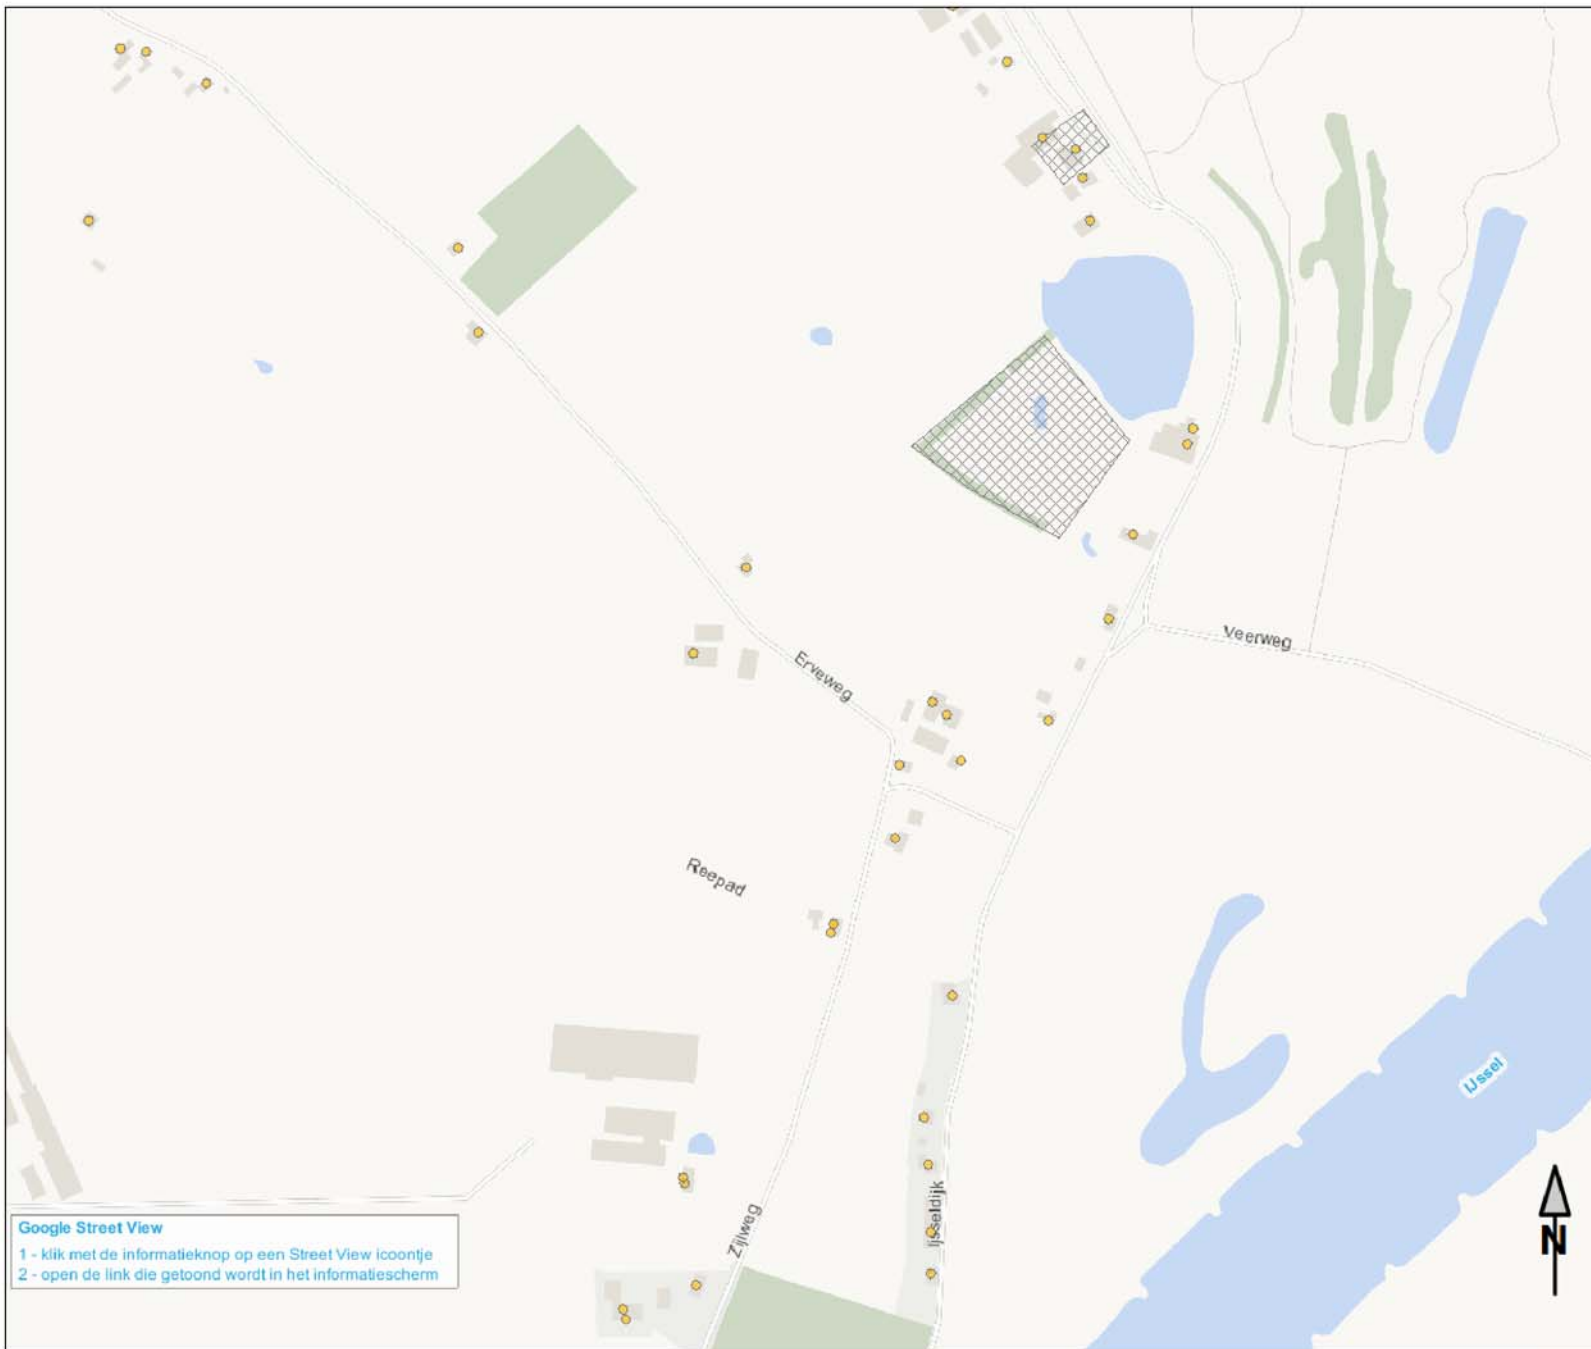 Veerweg
Erveweg
Reepad
IJssel
Ijsseldijk
Zijlweg
N
Google Street View
1 - klik met de informatieknop op een Street View icoontje
2 - open de link die getoond wordt in het informatiescherm